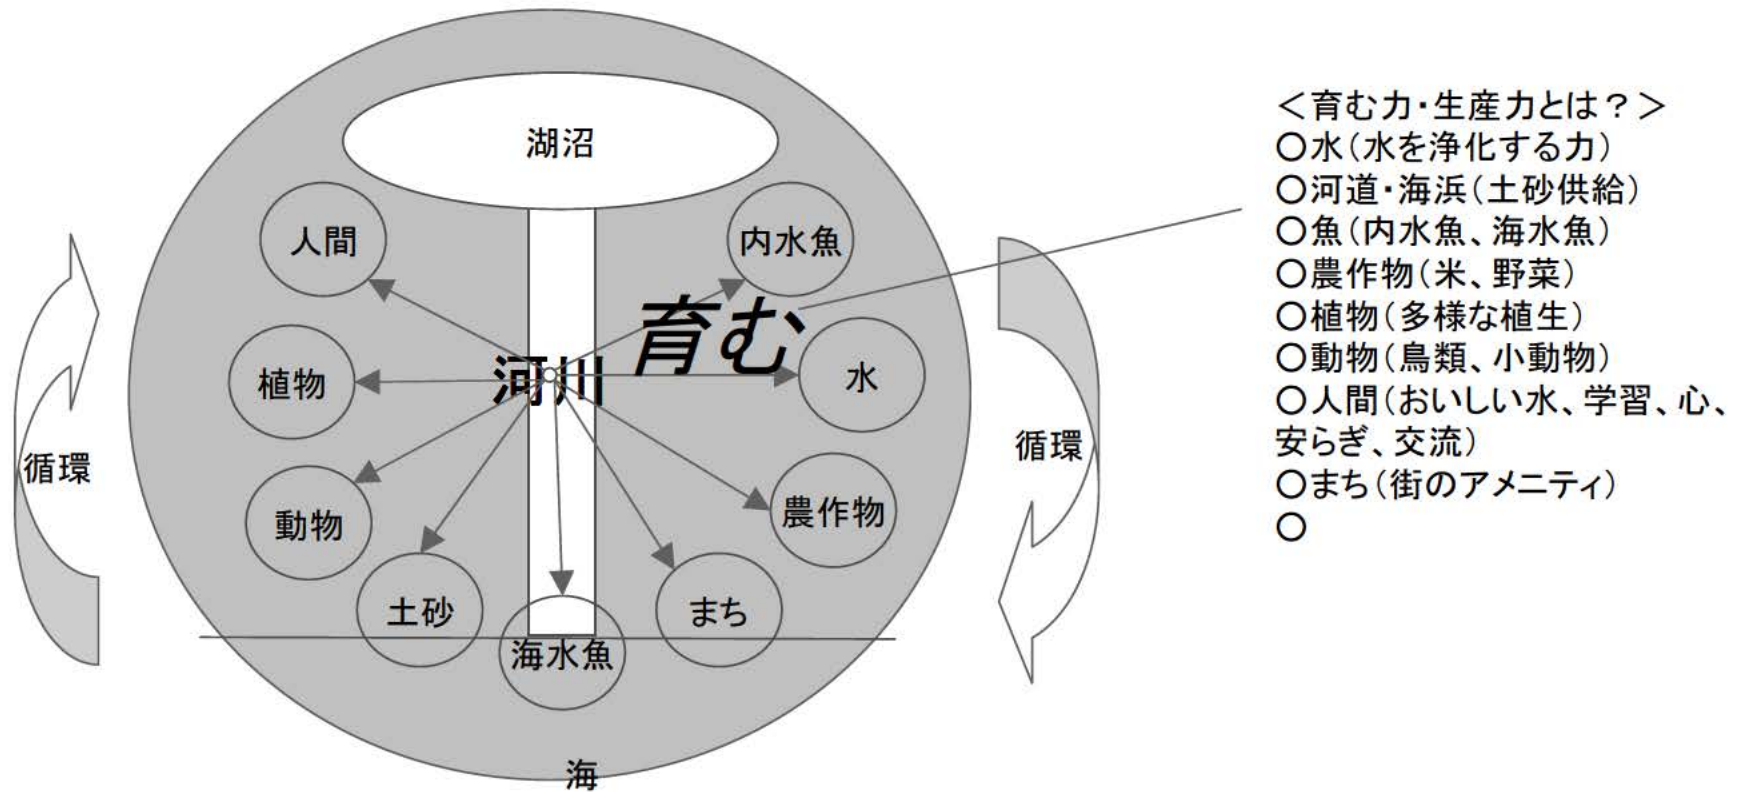 湖沼
人間
内水魚
育む
河川
植物
水
動物
農作物
土砂
まち
海水魚
海
循環
循環
＜育む力・生産力とは？＞
○水（水を浄化する力）
○河道・海浜（土砂供給）
○魚（内水魚、海水魚）
○農作物（米、野菜）
○植物（多様な植生）
○動物（鳥類、小動物）
○人間（おいしい水、学習、心、
安らぎ、交流）
○まち（街のアメニティ）
○